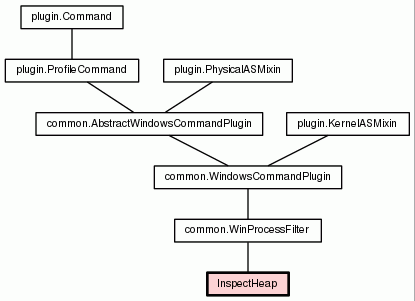 plugin.Command
plugin.ProfileCommand
plugin.PhysicalASMixin
common.AbstractWindowsCommandPlugin
plugin.KernelASMixin
common.WindowsCommandPlugin
common.WinProcessFilter
InspectHeap